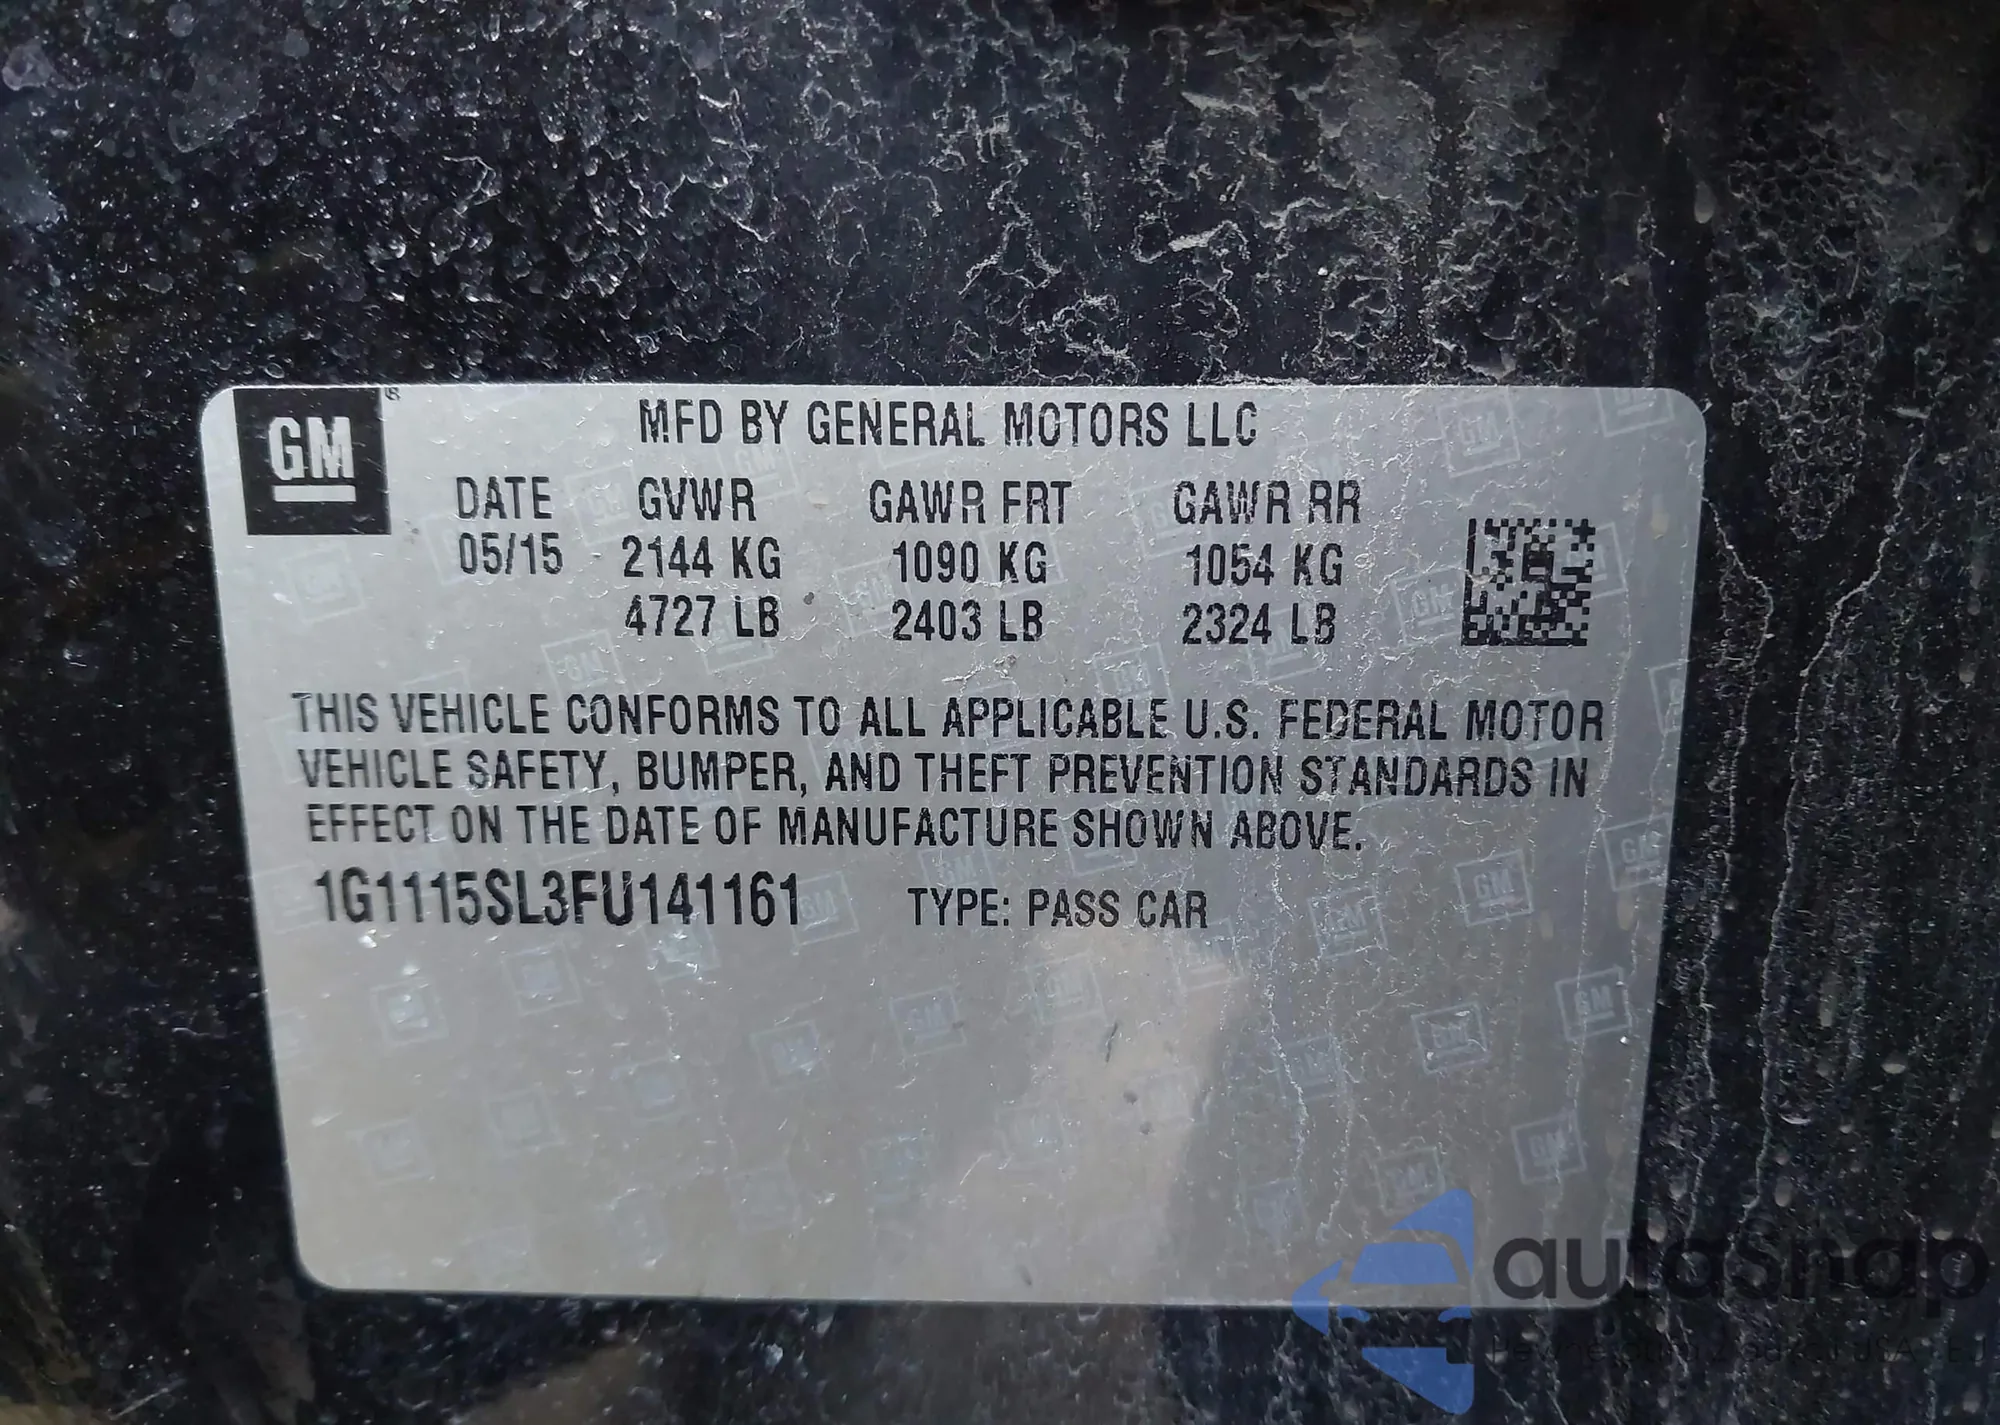 GM ®
MFD BY GENERAL MOTORS LLC
DATE GVWR GAWR FRT GAWR RR
05/15 2144 KG 1090 KG 1054 KG
4727 LB 2403 LB 2324 LB
THIS VEHICLE CONFORMS TO ALL APPLICABLE U.S. FEDERAL MOTOR
VEHICLE SAFETY, BUMPER, AND THEFT PREVENTION STANDARDS IN
EFFECT ON THE DATE OF MANUFACTURE SHOWN ABOVE.
1G1115SL3FU141161 TYPE: PASS CAR
autosnap